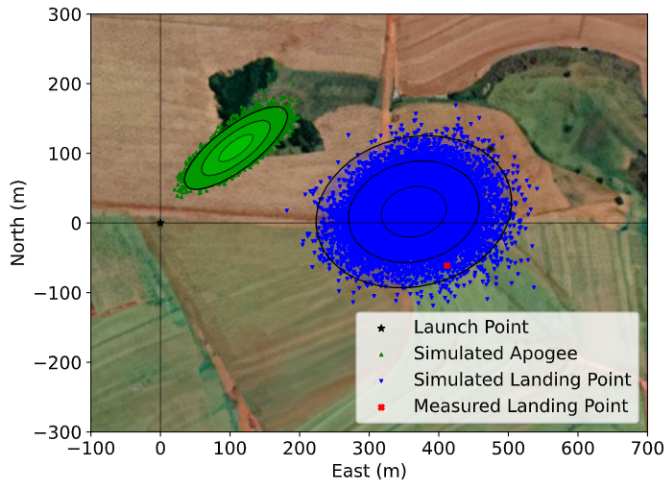 300
200
100
0
−100
−200
−300
North (m)
Launch Point
Simulated Apogee
Simulated Landing Point
Measured Landing Point
−100 0 100 200 300 400 500 600 700
East (m)